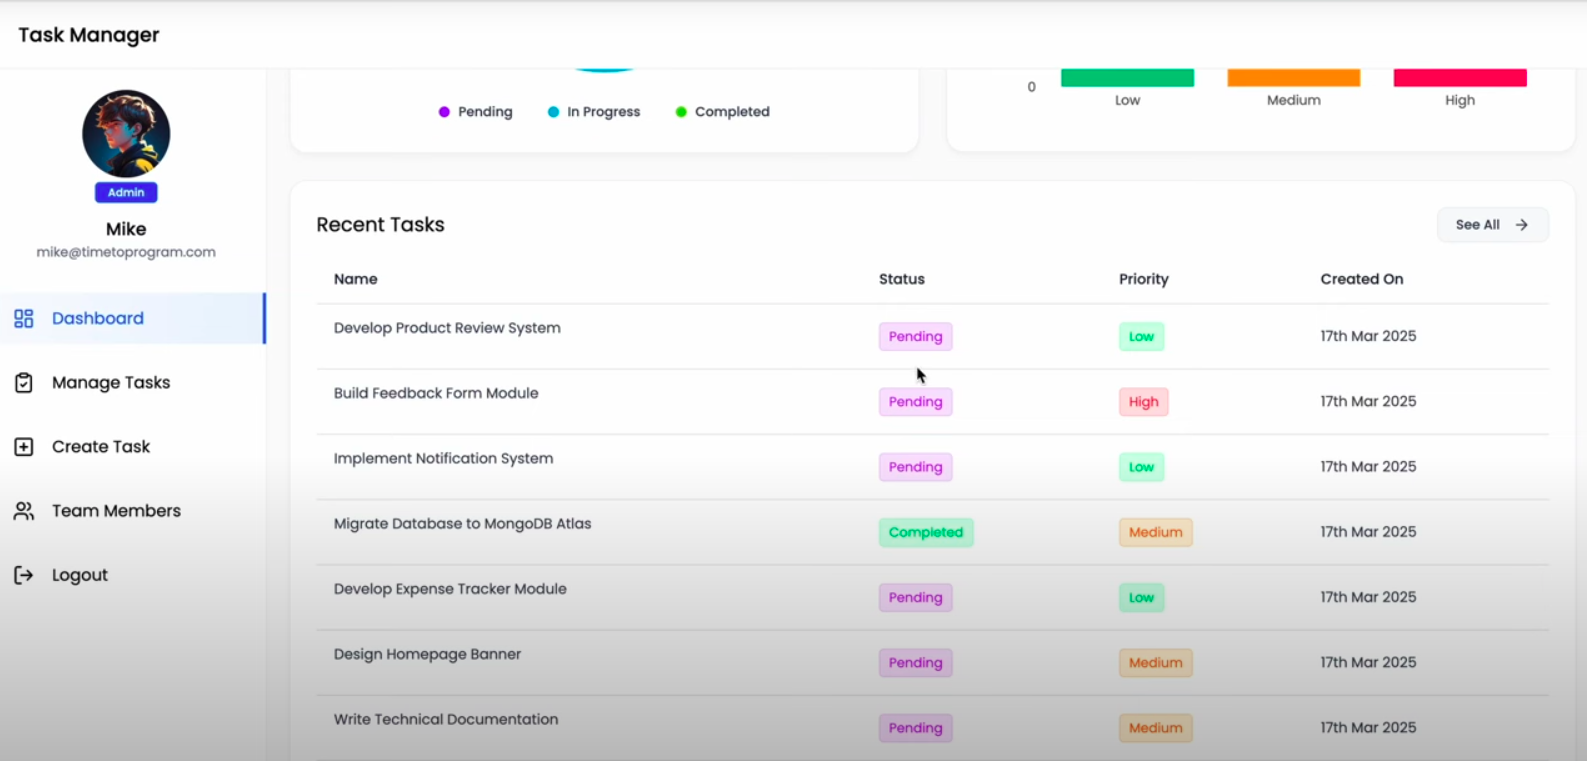 Task Manager
Admin
Mike
mike@timetoprogram.com
Dashboard
Manage Tasks
Create Task
Team Members
Logout
Pending In Progress Completed
0
Low Medium High
Recent Tasks
See All
Name Status Priority Created On
Develop Product Review System Pending Low 17th Mar 2025
Build Feedback Form Module Pending High 17th Mar 2025
Implement Notification System Pending Low 17th Mar 2025
Migrate Database to MongoDB Atlas Completed Medium 17th Mar 2025
Develop Expense Tracker Module Pending Low 17th Mar 2025
Design Homepage Banner Pending Medium 17th Mar 2025
Write Technical Documentation Pending Medium 17th Mar 2025